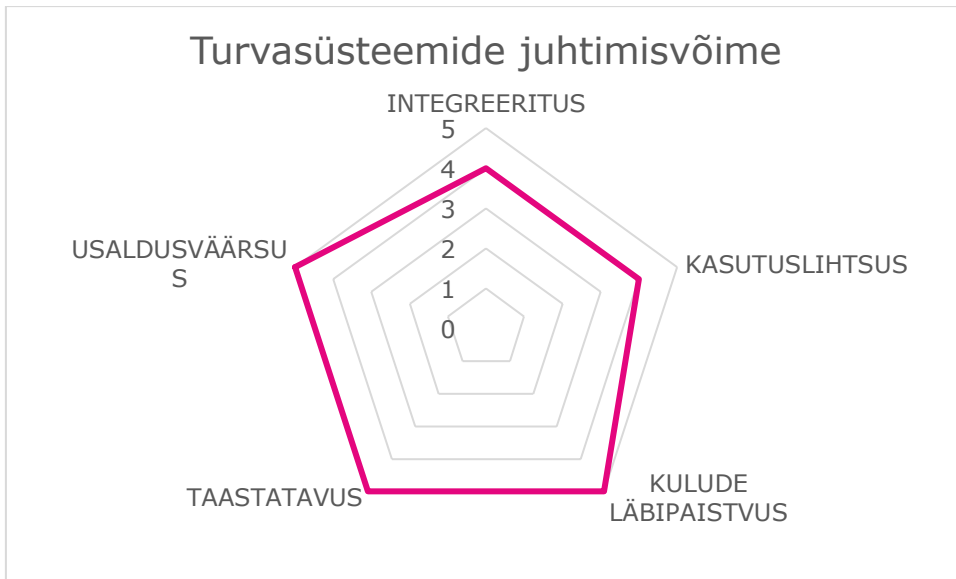 Turvasüsteemide juhtimisvõime
INTEGREERITUS
5
4
3
2
1
0
KASUTUSLIHTSUS
KULUDE
LÄBIPAISTVUS
TAASTATAVUS
USALDUSVÄÄRSU
S